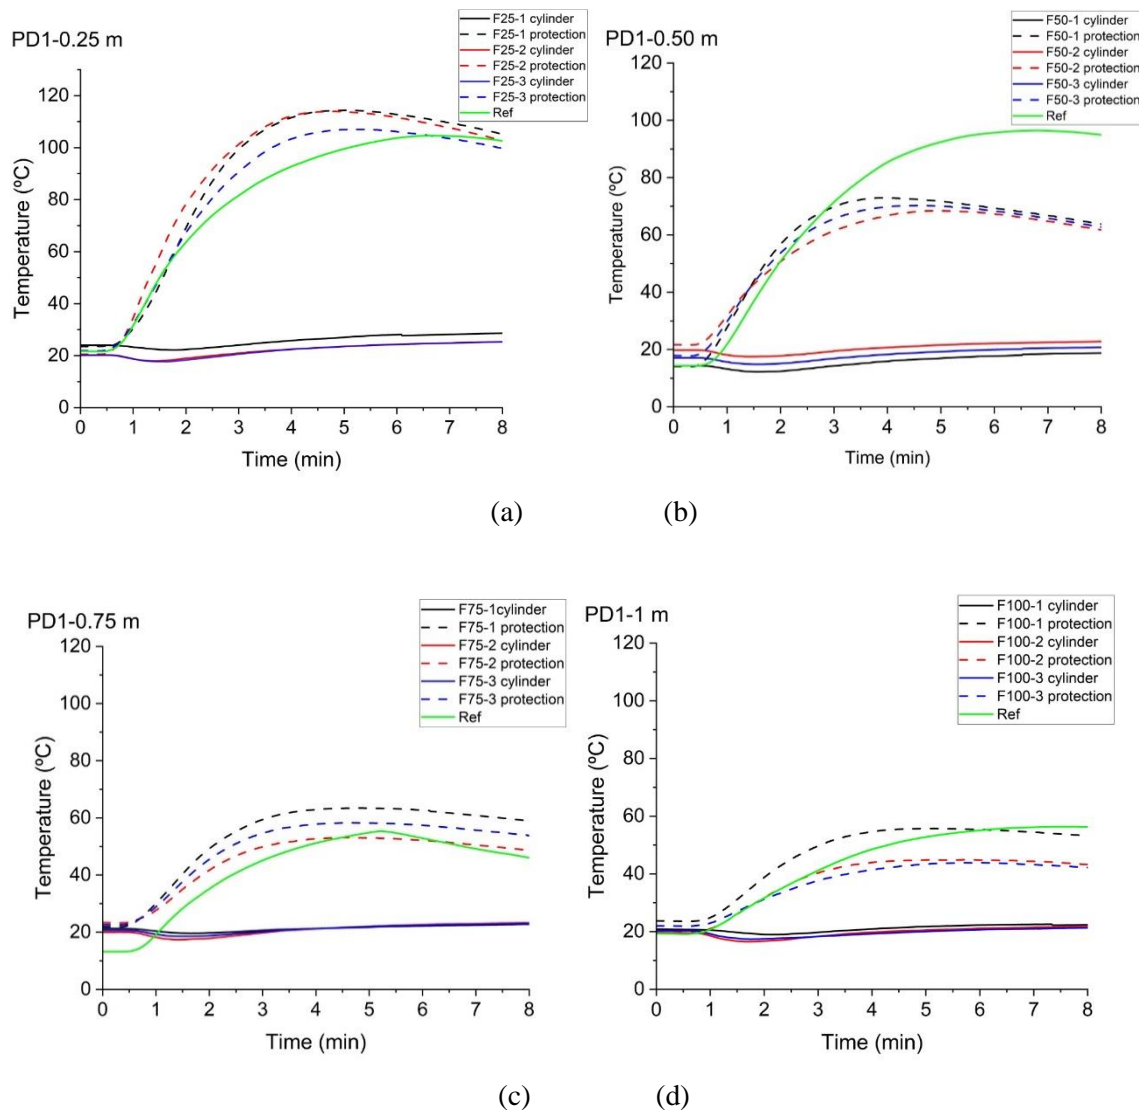 PD1-0.25 m
F25-1 cylinder
F25-1 protection
F25-2 cylinder
F25-2 protection
F25-3 cylinder
F25-3 protection
Ref
Temperature (ºC)
120
100
80
60
40
20
0
0 1 2 3 4 5 6 7 8
Time (min)
PD1-0.50 m
F50-1 cylinder
F50-1 protection
F50-2 cylinder
F50-2 protection
F50-3 cylinder
F50-3 protection
Ref
Temperature (ºC)
120
100
80
60
40
20
0
0 1 2 3 4 5 6 7 8
Time (min)
(a) (b)
PD1-0.75 m
F75-1cylinder
F75-1 protection
F75-2 cylinder
F75-2 protection
F75-3 cylinder
F75-3 protection
Ref
Temperature (ºC)
120
100
80
60
40
20
0
0 1 2 3 4 5 6 7 8
Time (min)
PD1-1 m
F100-1 cylinder
F100-1 protection
F100-2 cylinder
F100-2 protection
F100-3 cylinder
F100-3 protection
Ref
Temperature (ºC)
120
100
80
60
40
20
0
0 1 2 3 4 5 6 7 8
Time (min)
(c) (d)